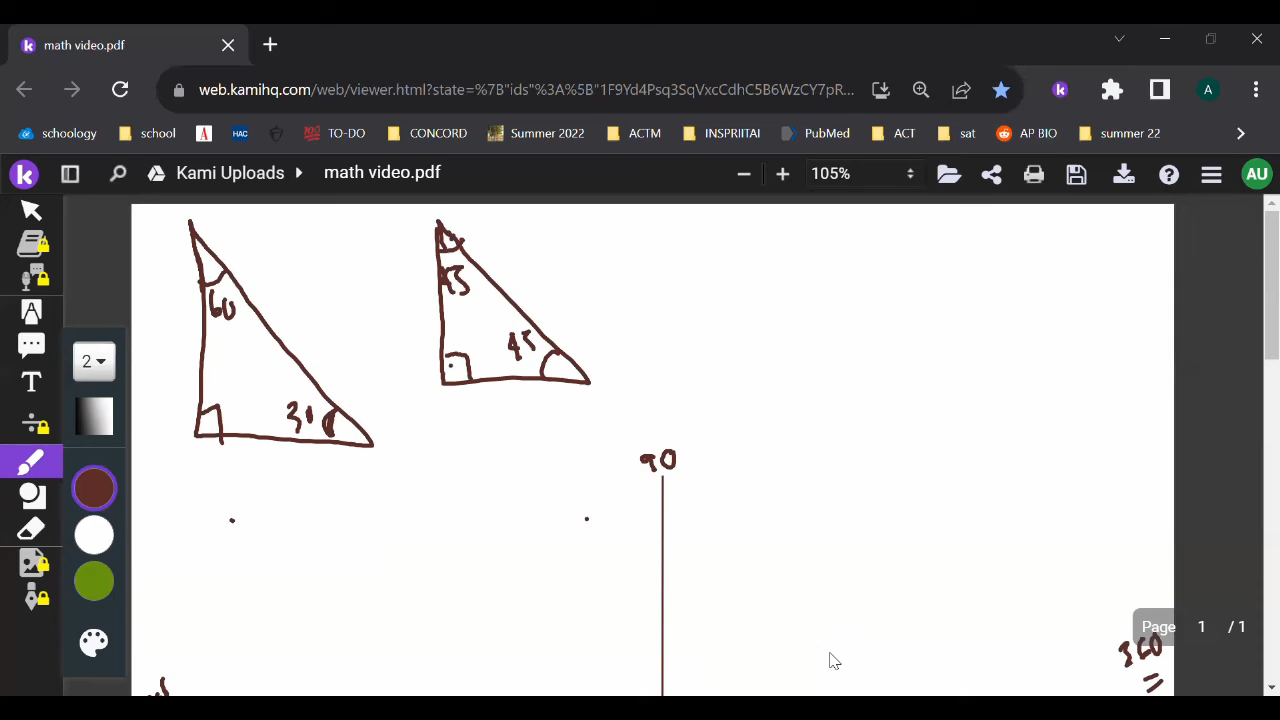 math video.pdf
web.kamihq.com/web/viewer.html?state=%7B"ids"%3A%5B"1F9Yd4Psq3SqVxcCdhC5B6WzCY7pR...
A
schoology
school
HAC
TO-DO
CONCORD
Summer 2022
ACTM
INSPRITAI
PubMed
ACT
sat
AP BIO
summer 22
Kami Uploads
math video.pdf
105%
AU
2
60
30
45
45
90
Page 1 / 1
360
=